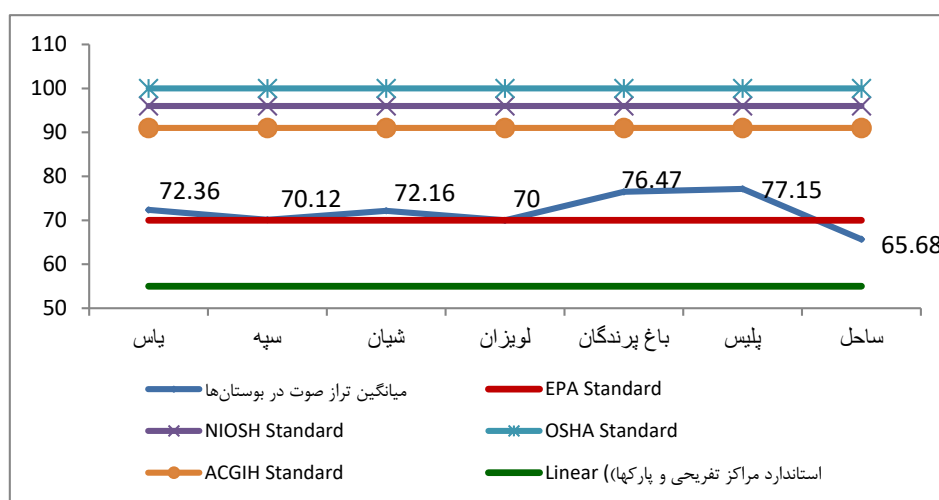 110
100
90
80
70
60
50
72.36
70.12
72.16
70
76.47
77.15
65.68
یاس
سپه
شیان
لویزان
باغ پرندگان
پلیس
ساحل
میانگین تراز صوت در بوستان‌ها
EPA Standard
NIOSH Standard
OSHA Standard
ACGIH Standard
Linear (استاندارد مراکز تفریحی و پارکها))